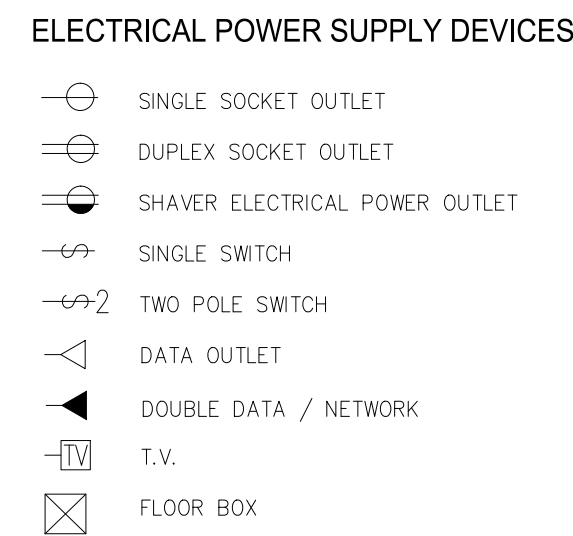 ELECTRICAL POWER SUPPLY DEVICES
SINGLE SOCKET OUTLET
DUPLEX SOCKET OUTLET
SHAVER ELECTRICAL POWER OUTLET
SINGLE SWITCH
2 TWO POLE SWITCH
DATA OUTLET
DOUBLE DATA / NETWORK
TV T.V.
FLOOR BOX